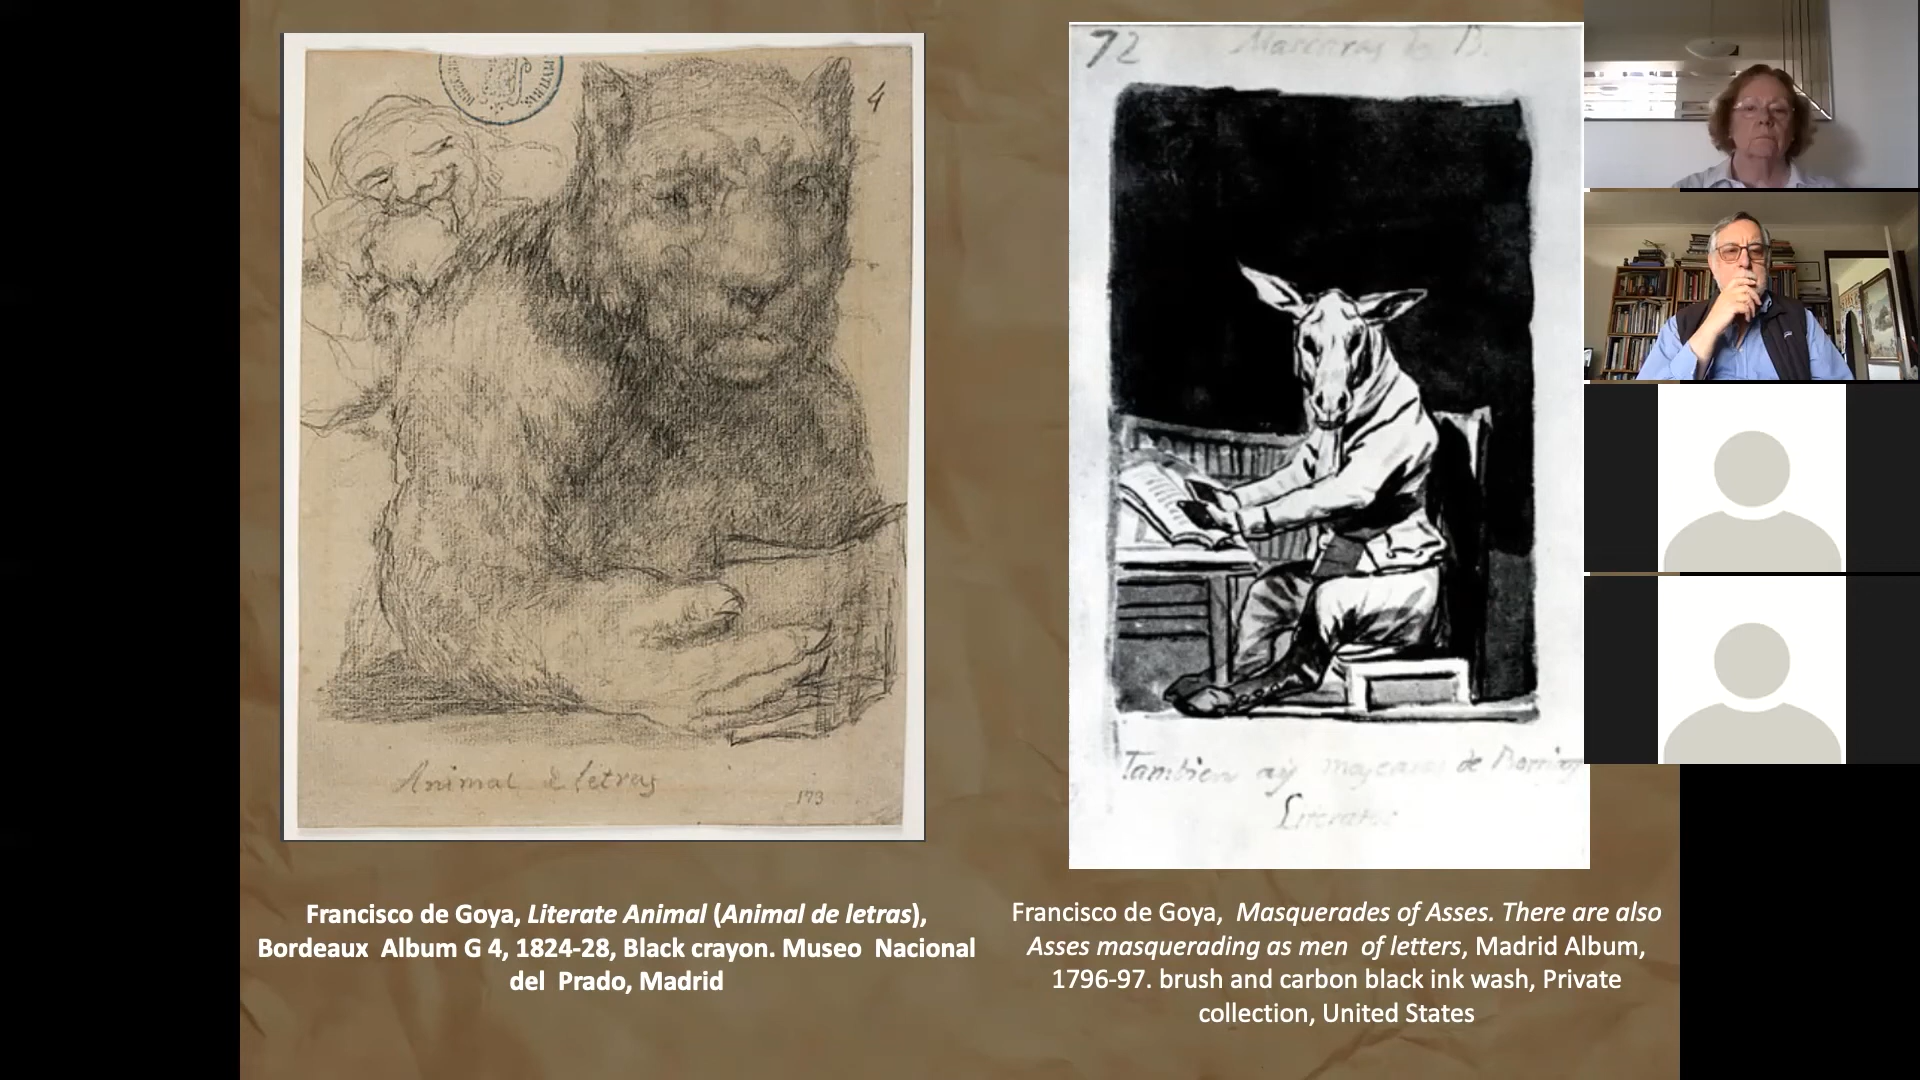 4
Animal de letras
173
72
Mascaras de B.
Tambien ay mascaras de
Literatos
Francisco de Goya, Literate Animal (Animal de letras),
Bordeaux Album G 4, 1824-28, Black crayon. Museo Nacional
del Prado, Madrid
Francisco de Goya, Masquerades of Asses. There are also
Asses masquerading as men of letters, Madrid Album,
1796-97. brush and carbon black ink wash, Private
collection, United States